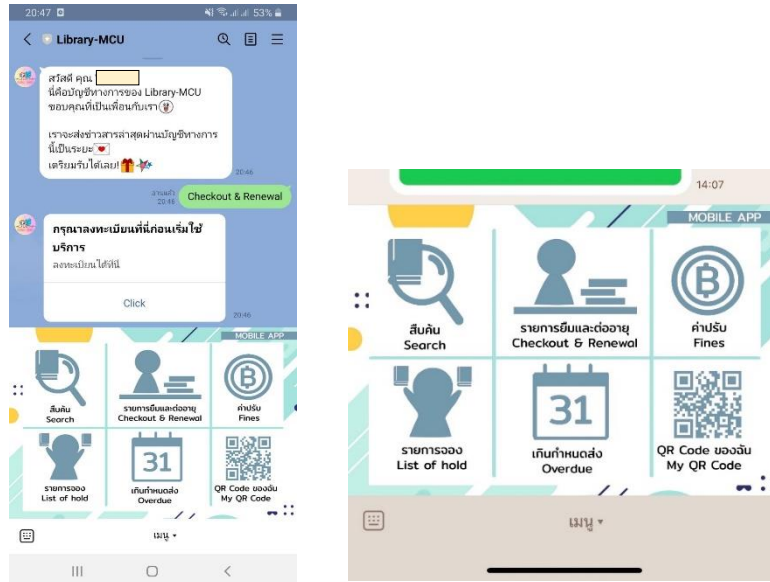 20:47
53%
Library-MCU
สวัสดี คุณ
นี่คือบัญชีทางการของ Library-MCU
ขอบคุณที่เป็นเพื่อนกับเรา
เราจะส่งข่าวสารล่าสุดผ่านบัญชีทางการ
นี้เป็นระยะ
เตรียมรับได้เลย!
20:46
อ่านแล้ว
20:46
Checkout & Renewal
กรุณาลงทะเบียนที่นี่ก่อนเริ่มใช้
บริการ
ลงทะเบียนได้ที่นี่
Click
20:46
MOBILE APP
สืบค้น
Search
รายการยืมและต่ออายุ
Checkout & Renewal
ค่าปรับ
Fines
รายการจอง
List of hold
31
เกินกำหนดส่ง
Overdue
QR Code ของฉัน
My QR Code
เมนู
14:07
MOBILE APP
สืบค้น
Search
รายการยืมและต่ออายุ
Checkout & Renewal
ค่าปรับ
Fines
รายการจอง
List of hold
31
เกินกำหนดส่ง
Overdue
QR Code ของฉัน
My QR Code
เมนู